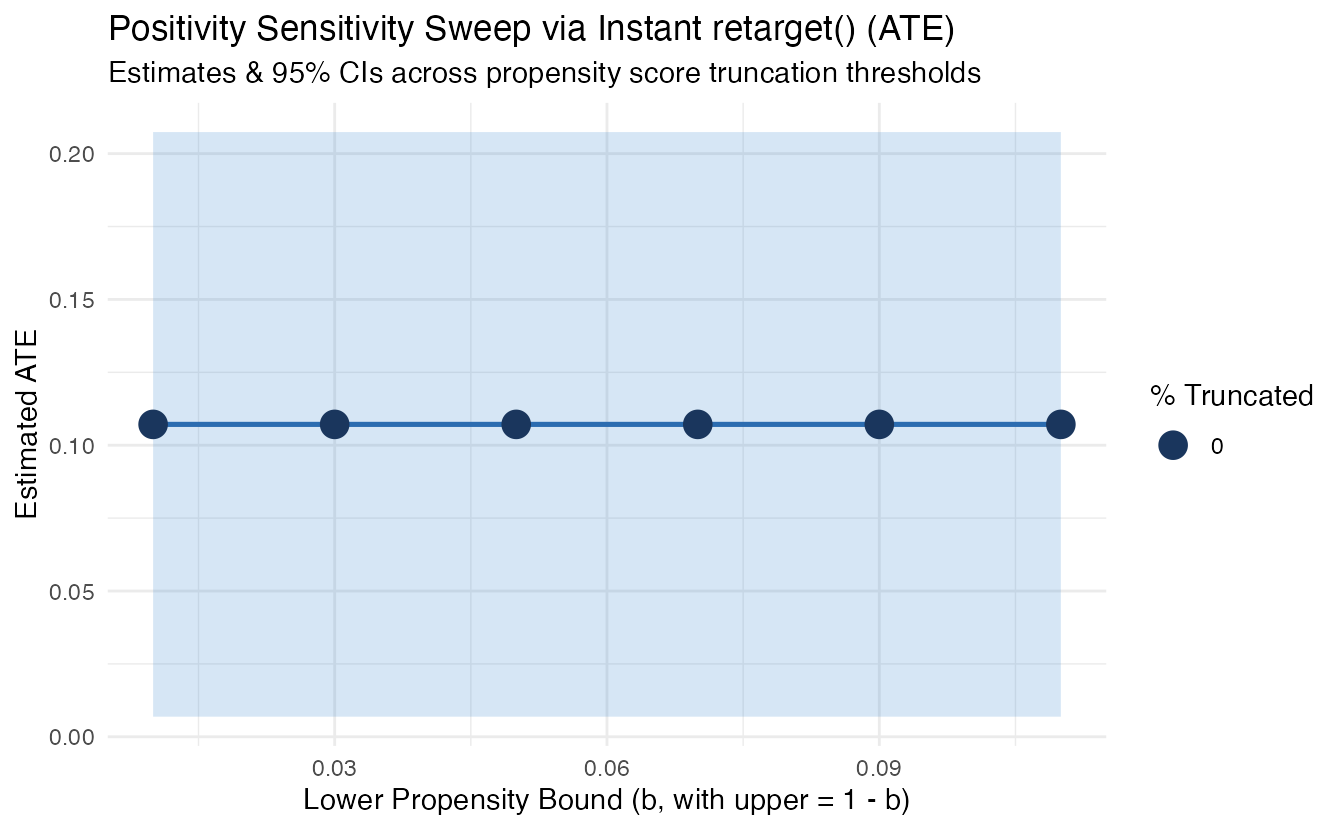 Positivity Sensitivity Sweep via Instant retarget() (ATE)
Estimates & 95% CIs across propensity score truncation thresholds
Estimated ATE
0.20
0.15
0.10
0.05
0.00
0.03
0.06
0.09
Lower Propensity Bound (b, with upper = 1 - b)
% Truncated
0